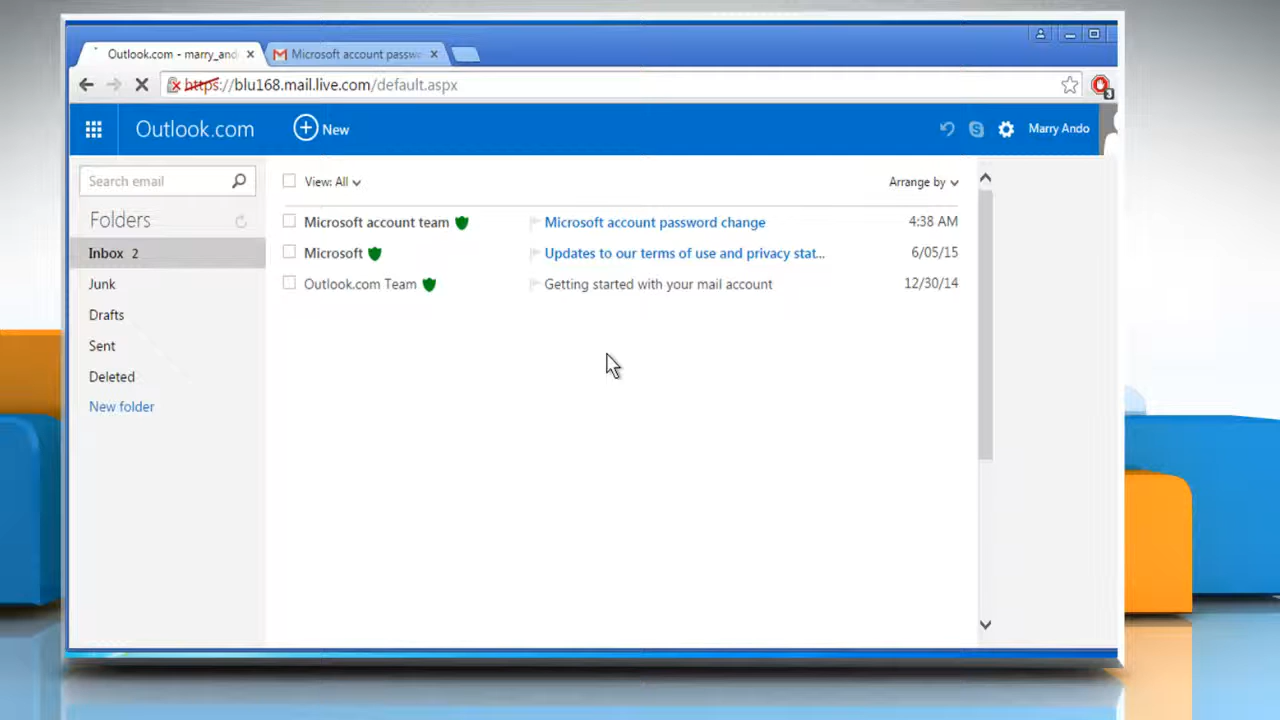 Outlook.com - marry_and
Microsoft account passwo
https://blu168.mail.live.com/default.aspx
3
Outlook.com
New
Marry Ando
Search email
View: All
Arrange by
Folders
Inbox 2
Microsoft account team Microsoft account password change 4:38 AM
Microsoft Updates to our terms of use and privacy stat... 6/05/15
Outlook.com Team Getting started with your mail account 12/30/14
Junk
Drafts
Sent
Deleted
New folder